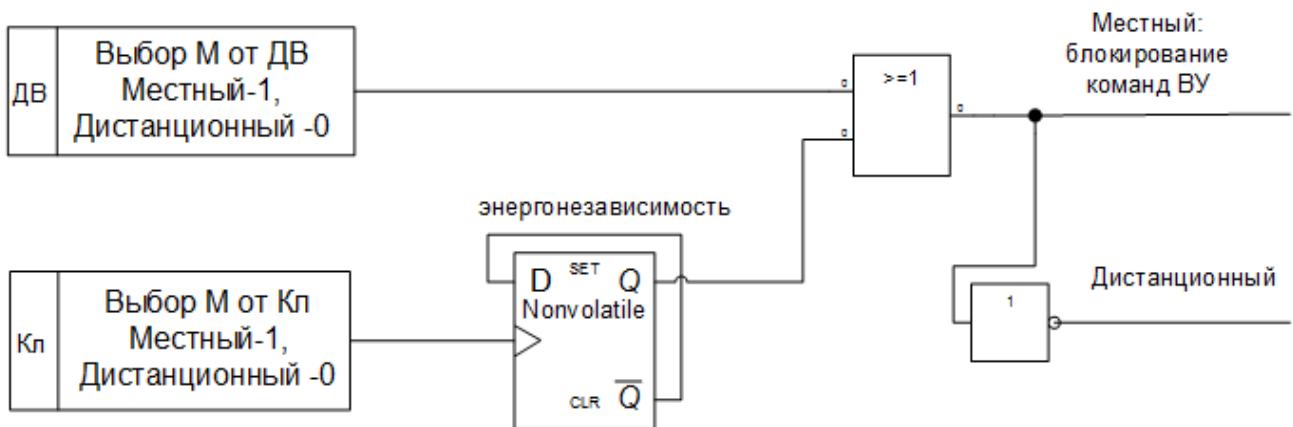 Местный:
блокирование
команд ВУ
ДВ
Выбор М от ДВ
Местный-1,
Дистанционный -0
>=1
энергонезависимость
D SET Q
Nonvolatile
CLR Q
Кл
Выбор М от Кл
Местный-1,
Дистанционный -0
Дистанционный
1